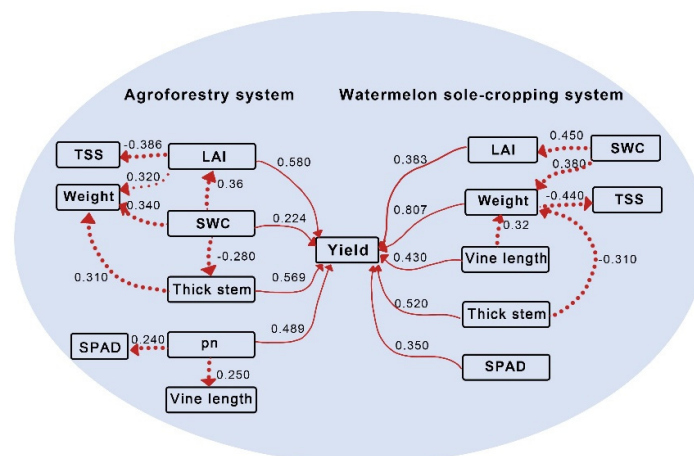 Agroforestry system
Watermelon sole-cropping system
TSS
-0.386
LAI
0.580
0.320
Weight
0.340
0.36
SWC
0.224
-0.280
0.310
Thick stem
0.569
0.489
SPAD
0.240
pn
0.250
Vine length
Yield
LAI
0.450
SWC
0.383
0.380
Weight
-0.440
TSS
0.807
0.32
0.430
Vine length
-0.310
0.520
Thick stem
0.350
SPAD